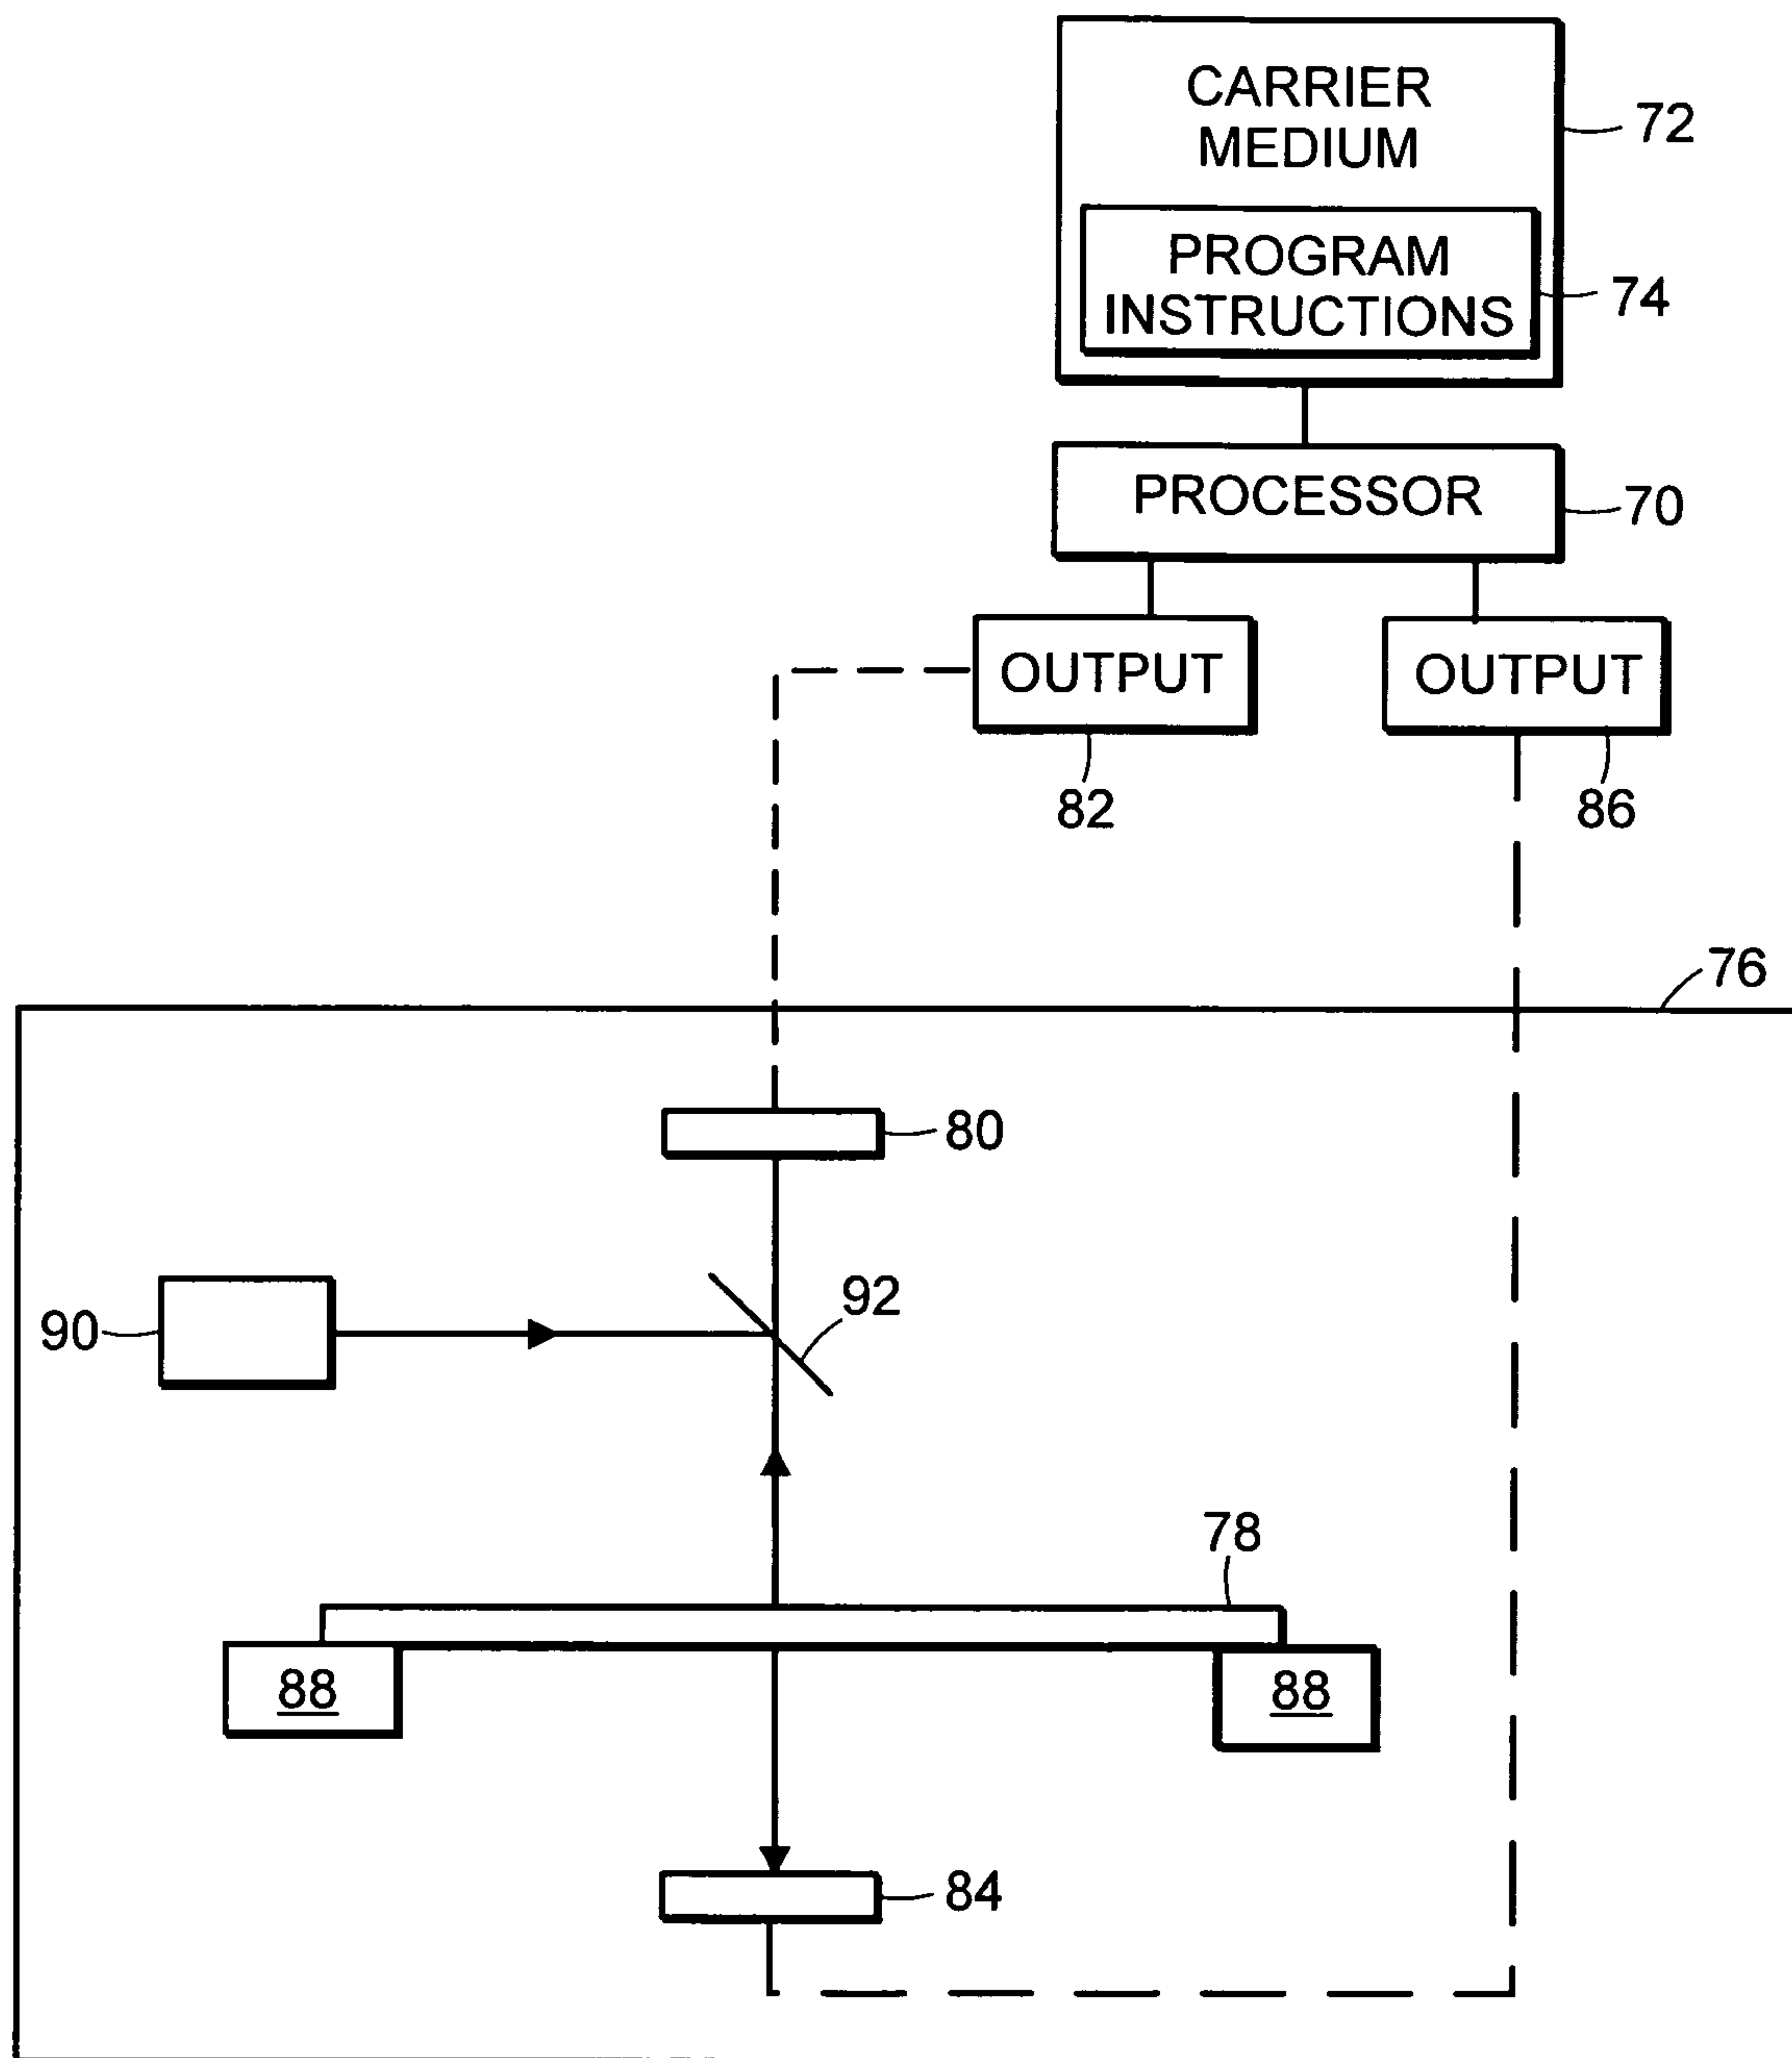 CARRIER
MEDIUM
72
PROGRAM
INSTRUCTIONS
74
PROCESSOR
70
OUTPUT
OUTPUT
82
86
76
80
92
90
78
88
88
84